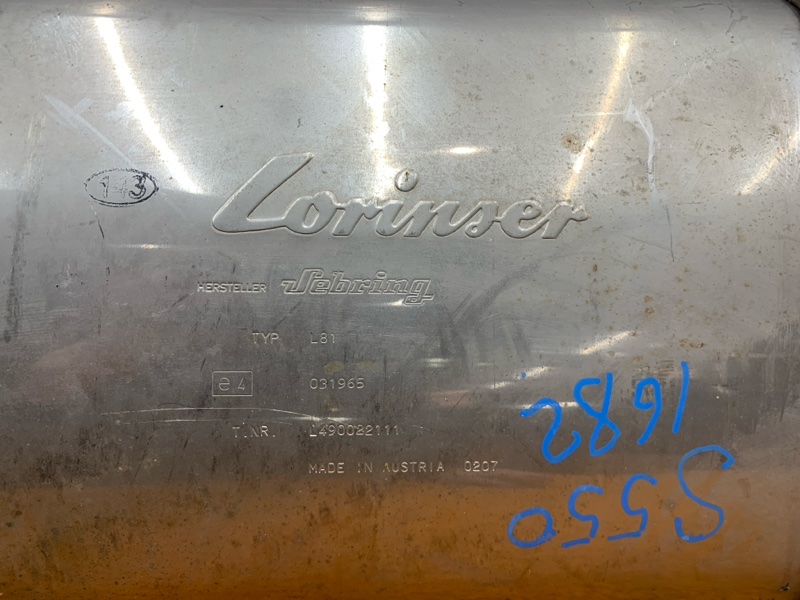 143
Lorinser
HERSTELLER Sebring
TYP L81
e4 031965
T.NR. L490022111
MADE IN AUSTRIA 0207
S550
1682